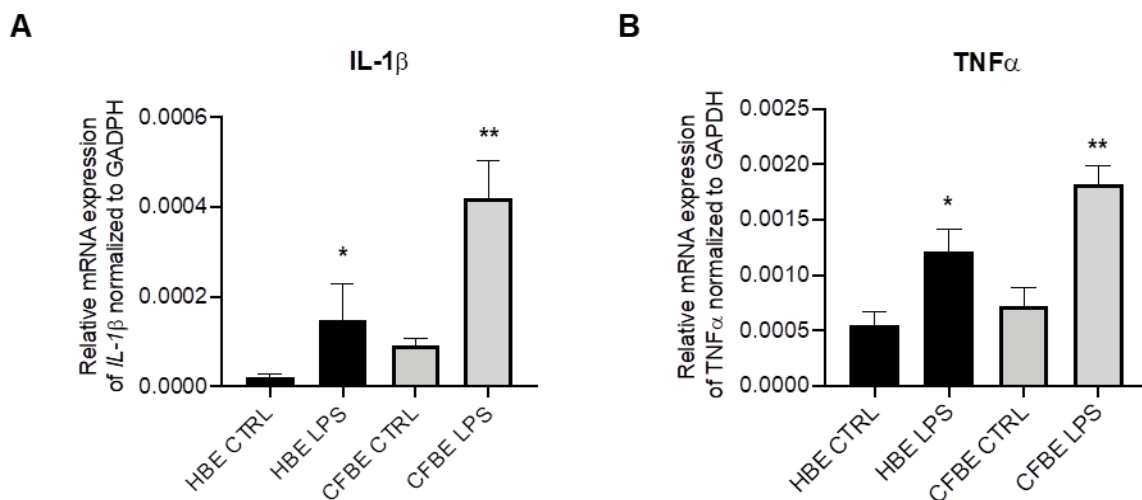 A
IL-1β
Relative mRNA expression
of IL-1β normalized to GADPH
0.0006
0.0004
0.0002
0.0000
*
**
HBE CTRL
HBE LPS
CFBE CTRL
CFBE LPS
B
TNFα
Relative mRNA expression
of TNFα normalized to GAPDH
0.0025
0.0020
0.0015
0.0010
0.0005
0.0000
*
**
HBE CTRL
HBE LPS
CFBE CTRL
CFBE LPS